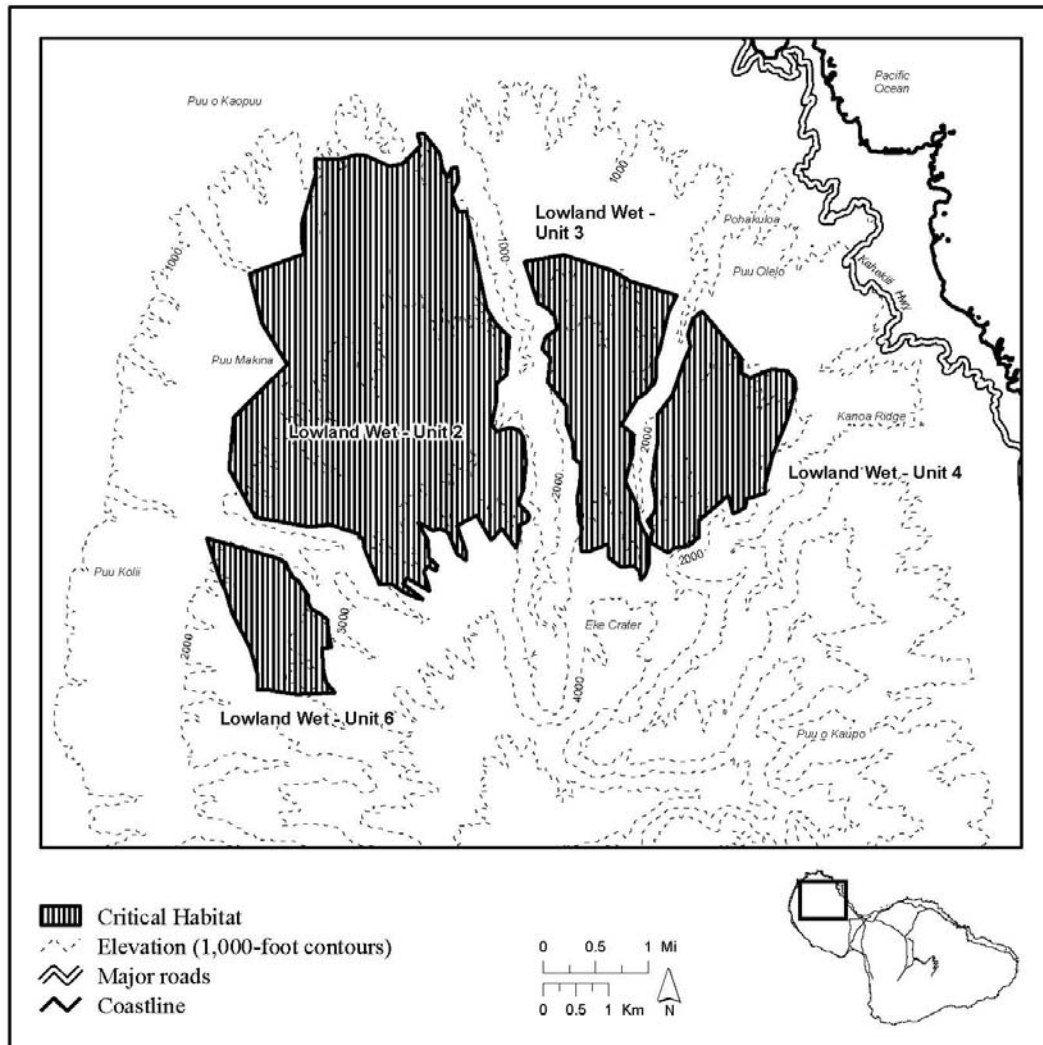 Pacific
Ocean
Puu o Kaopuu
1000
Pohakuloa
Lowland Wet -
Unit 3
1000
1000
Puu Olejo
Kahekili Hwy
Puu Makina
Kanoa Ridge
Lowland Wet - Unit 2
2000
Lowland Wet - Unit 4
2000
2000
Puu Kolii
3000
Eke Crater
2000
4000
Lowland Wet - Unit 6
Puu o Kaupo
Critical Habitat
Elevation (1,000-foot contours)
Major roads
Coastline
0 0.5 1 Mi
0 0.5 1 Km
N